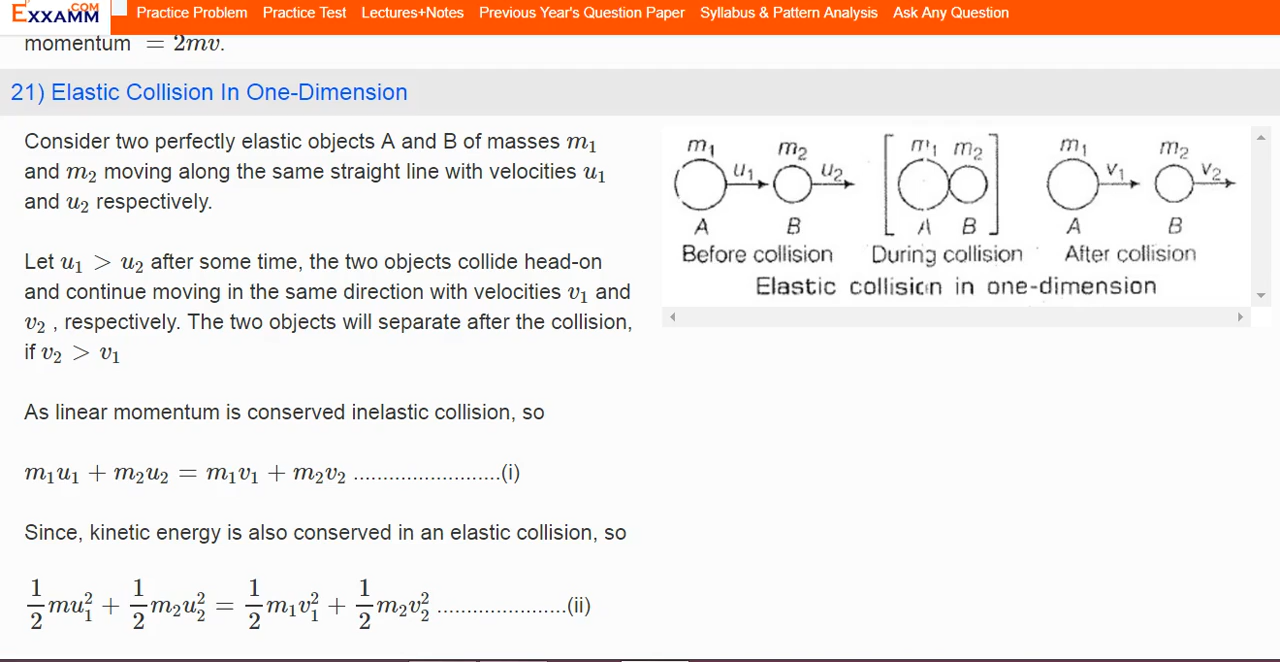 EXXAMM .COM Practice Problem Practice Test Lectures+Notes Previous Year's Question Paper Syllabus & Pattern Analysis Ask Any Question
momentum = 2mv.
21) Elastic Collision In One-Dimension
Consider two perfectly elastic objects A and B of masses m₁
and m₂ moving along the same straight line with velocities u₁
and u₂ respectively.
Let u₁ > u₂ after some time, the two objects collide head-on
and continue moving in the same direction with velocities v₁ and
v₂ , respectively. The two objects will separate after the collision,
if v₂ > v₁
As linear momentum is conserved inelastic collision, so
m₁u₁ + m₂u₂ = m₁v₁ + m₂v₂ .........................(i)
Since, kinetic energy is also conserved in an elastic collision, so
1/2 mu₁² + 1/2 m₂u₂² = 1/2 m₁v₁² + 1/2 m₂v₂² ......................(ii)
m₁ m₂ m₁ m₂ m₁ m₂
u₁ u₂ v₁ v₂
A B A B A B
Before collision During collision After collision
Elastic collision in one-dimension